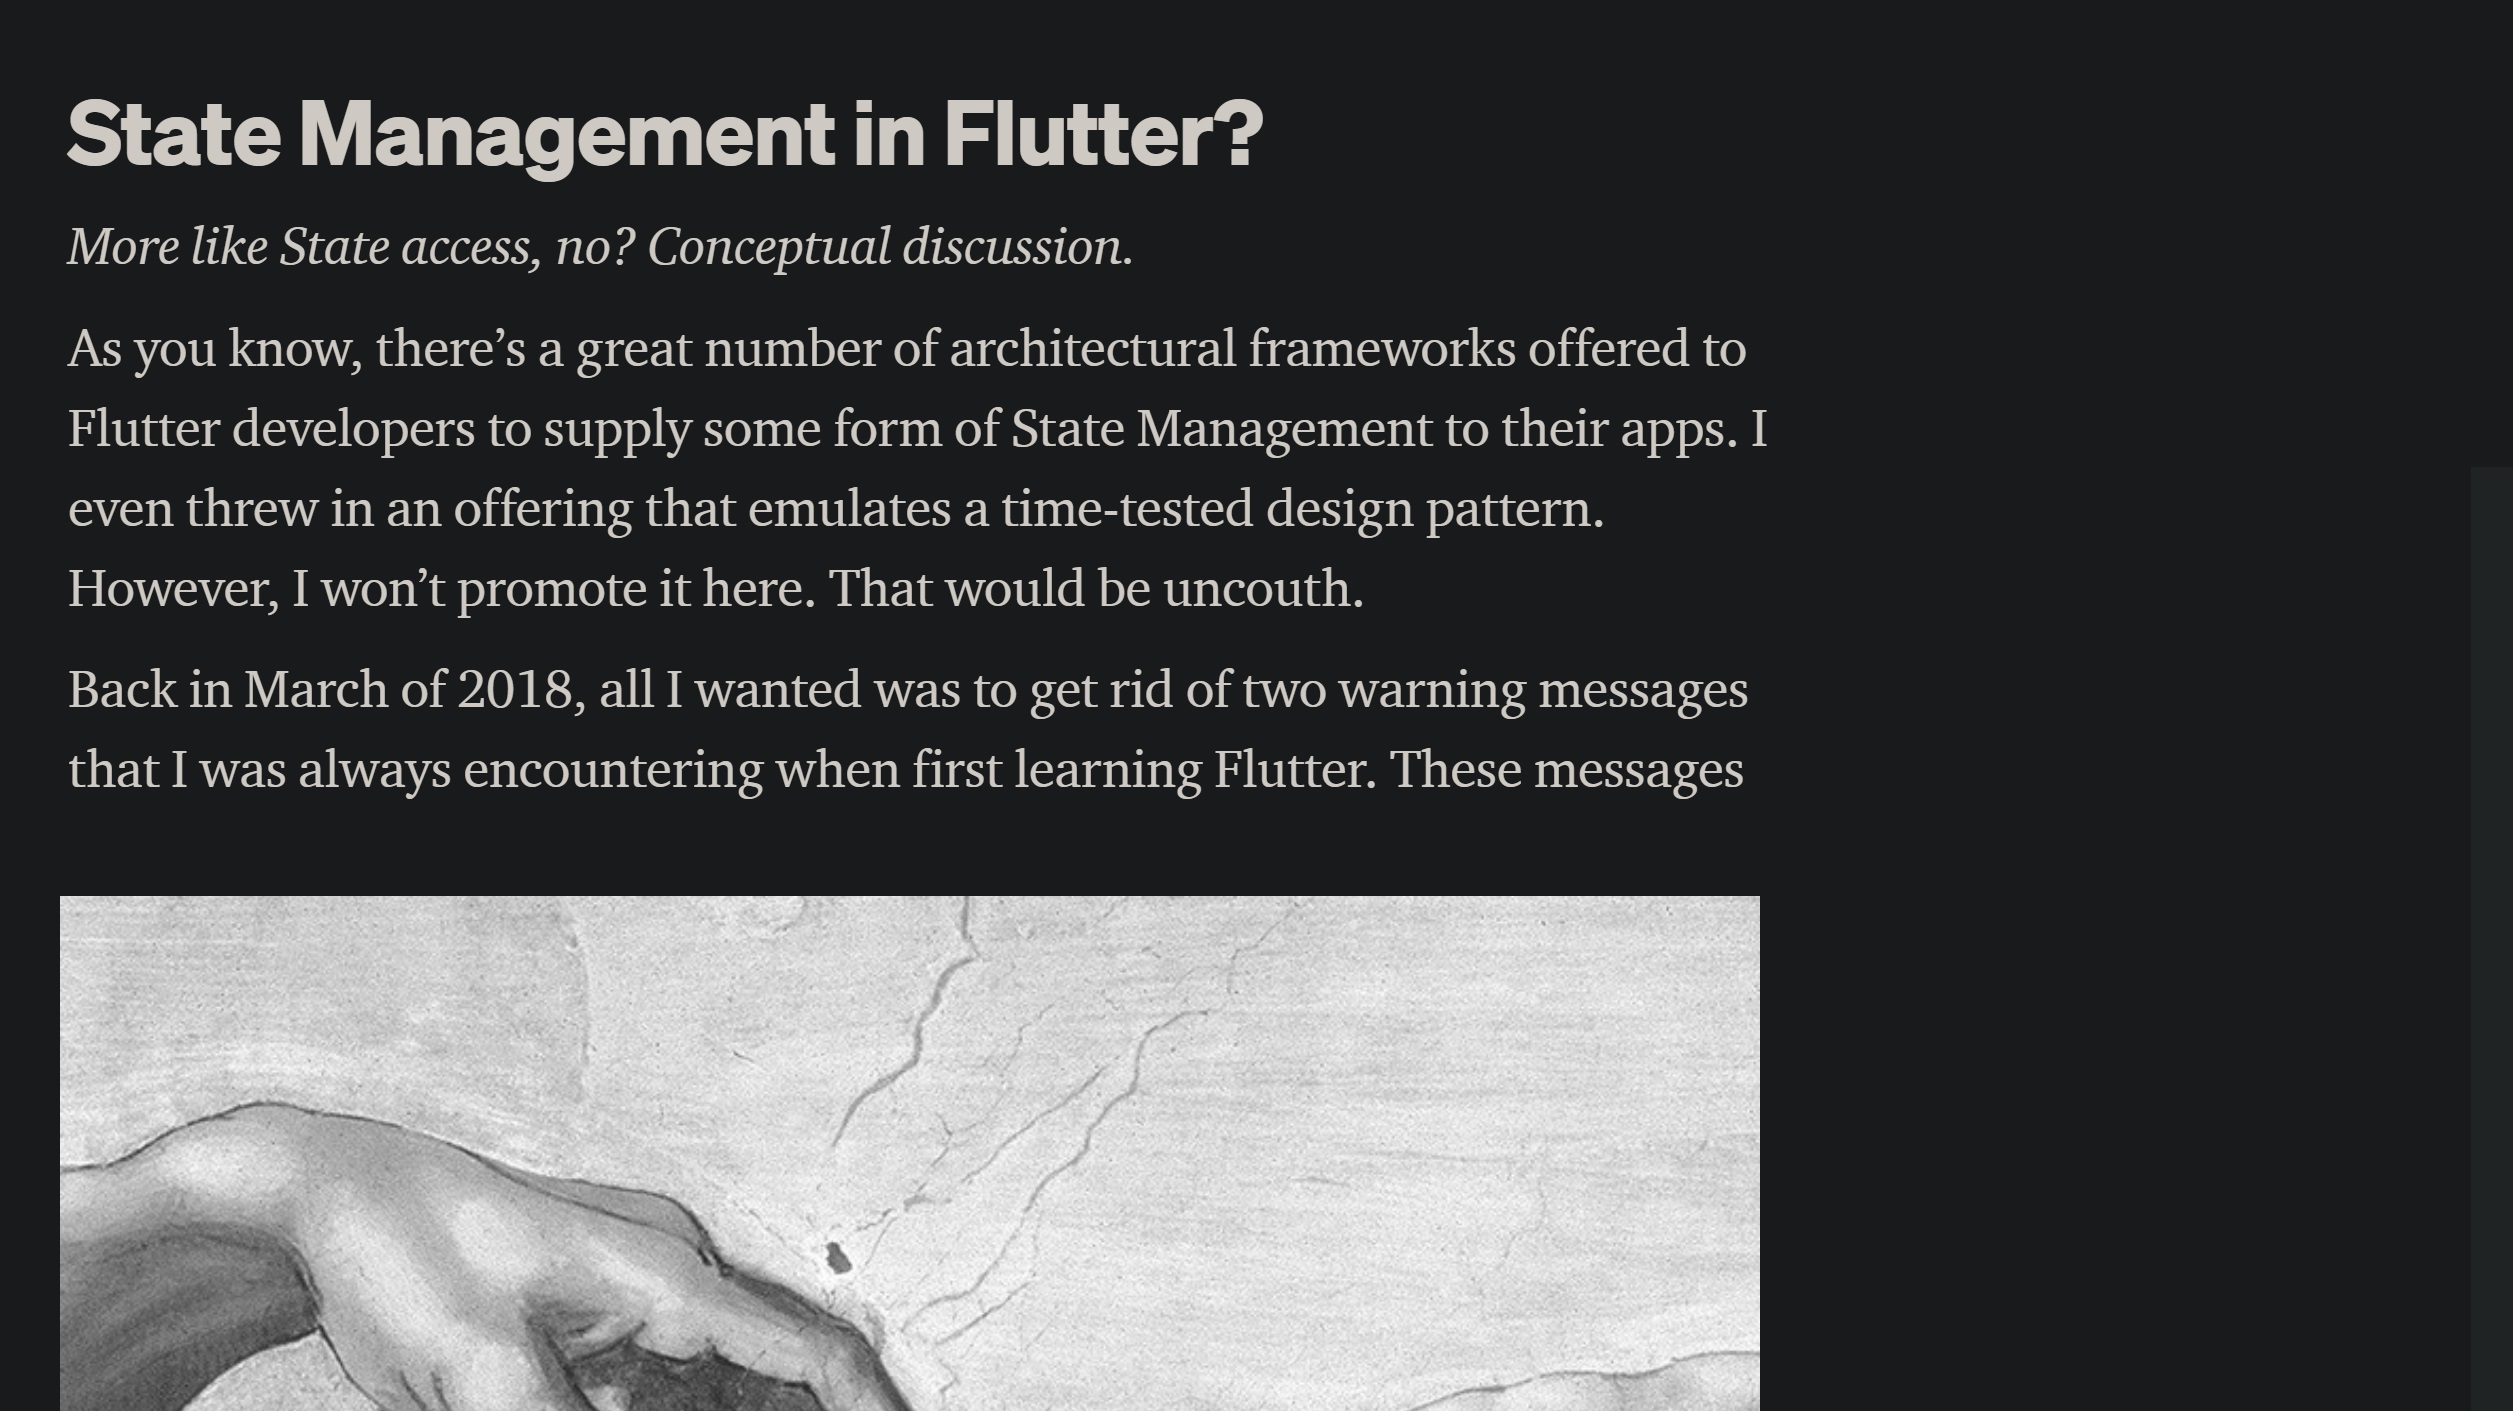 State Management in Flutter?
More like State access, no? Conceptual discussion.
As you know, there’s a great number of architectural frameworks offered to
Flutter developers to supply some form of State Management to their apps. I
even threw in an offering that emulates a time-tested design pattern.
However, I won’t promote it here. That would be uncouth.
Back in March of 2018, all I wanted was to get rid of two warning messages
that I was always encountering when first learning Flutter. These messages